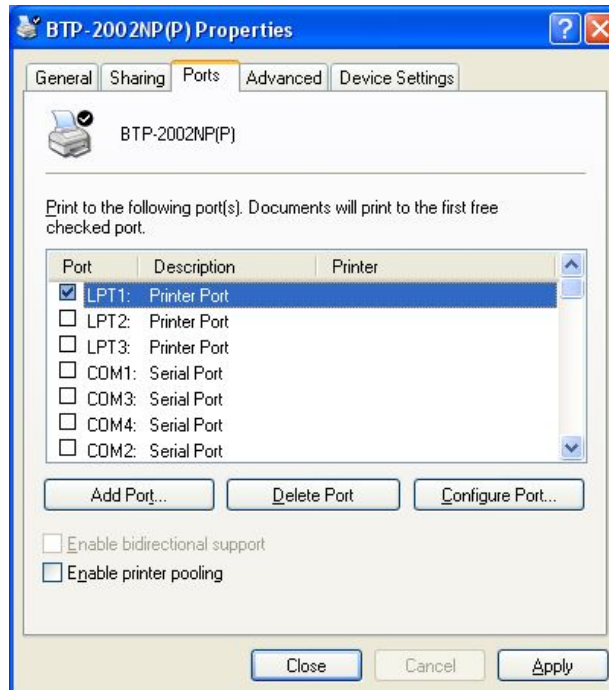 BTP-2002NP(P) Properties
General Sharing Ports Advanced Device Settings
BTP-2002NP(P)
Print to the following port(s). Documents will print to the first free
checked port.
Port Description Printer
LPT1: Printer Port
LPT2: Printer Port
LPT3: Printer Port
COM1: Serial Port
COM3: Serial Port
COM4: Serial Port
COM2: Serial Port
Add Port... Delete Port Configure Port...
Enable bidirectional support
Enable printer pooling
Close Cancel Apply